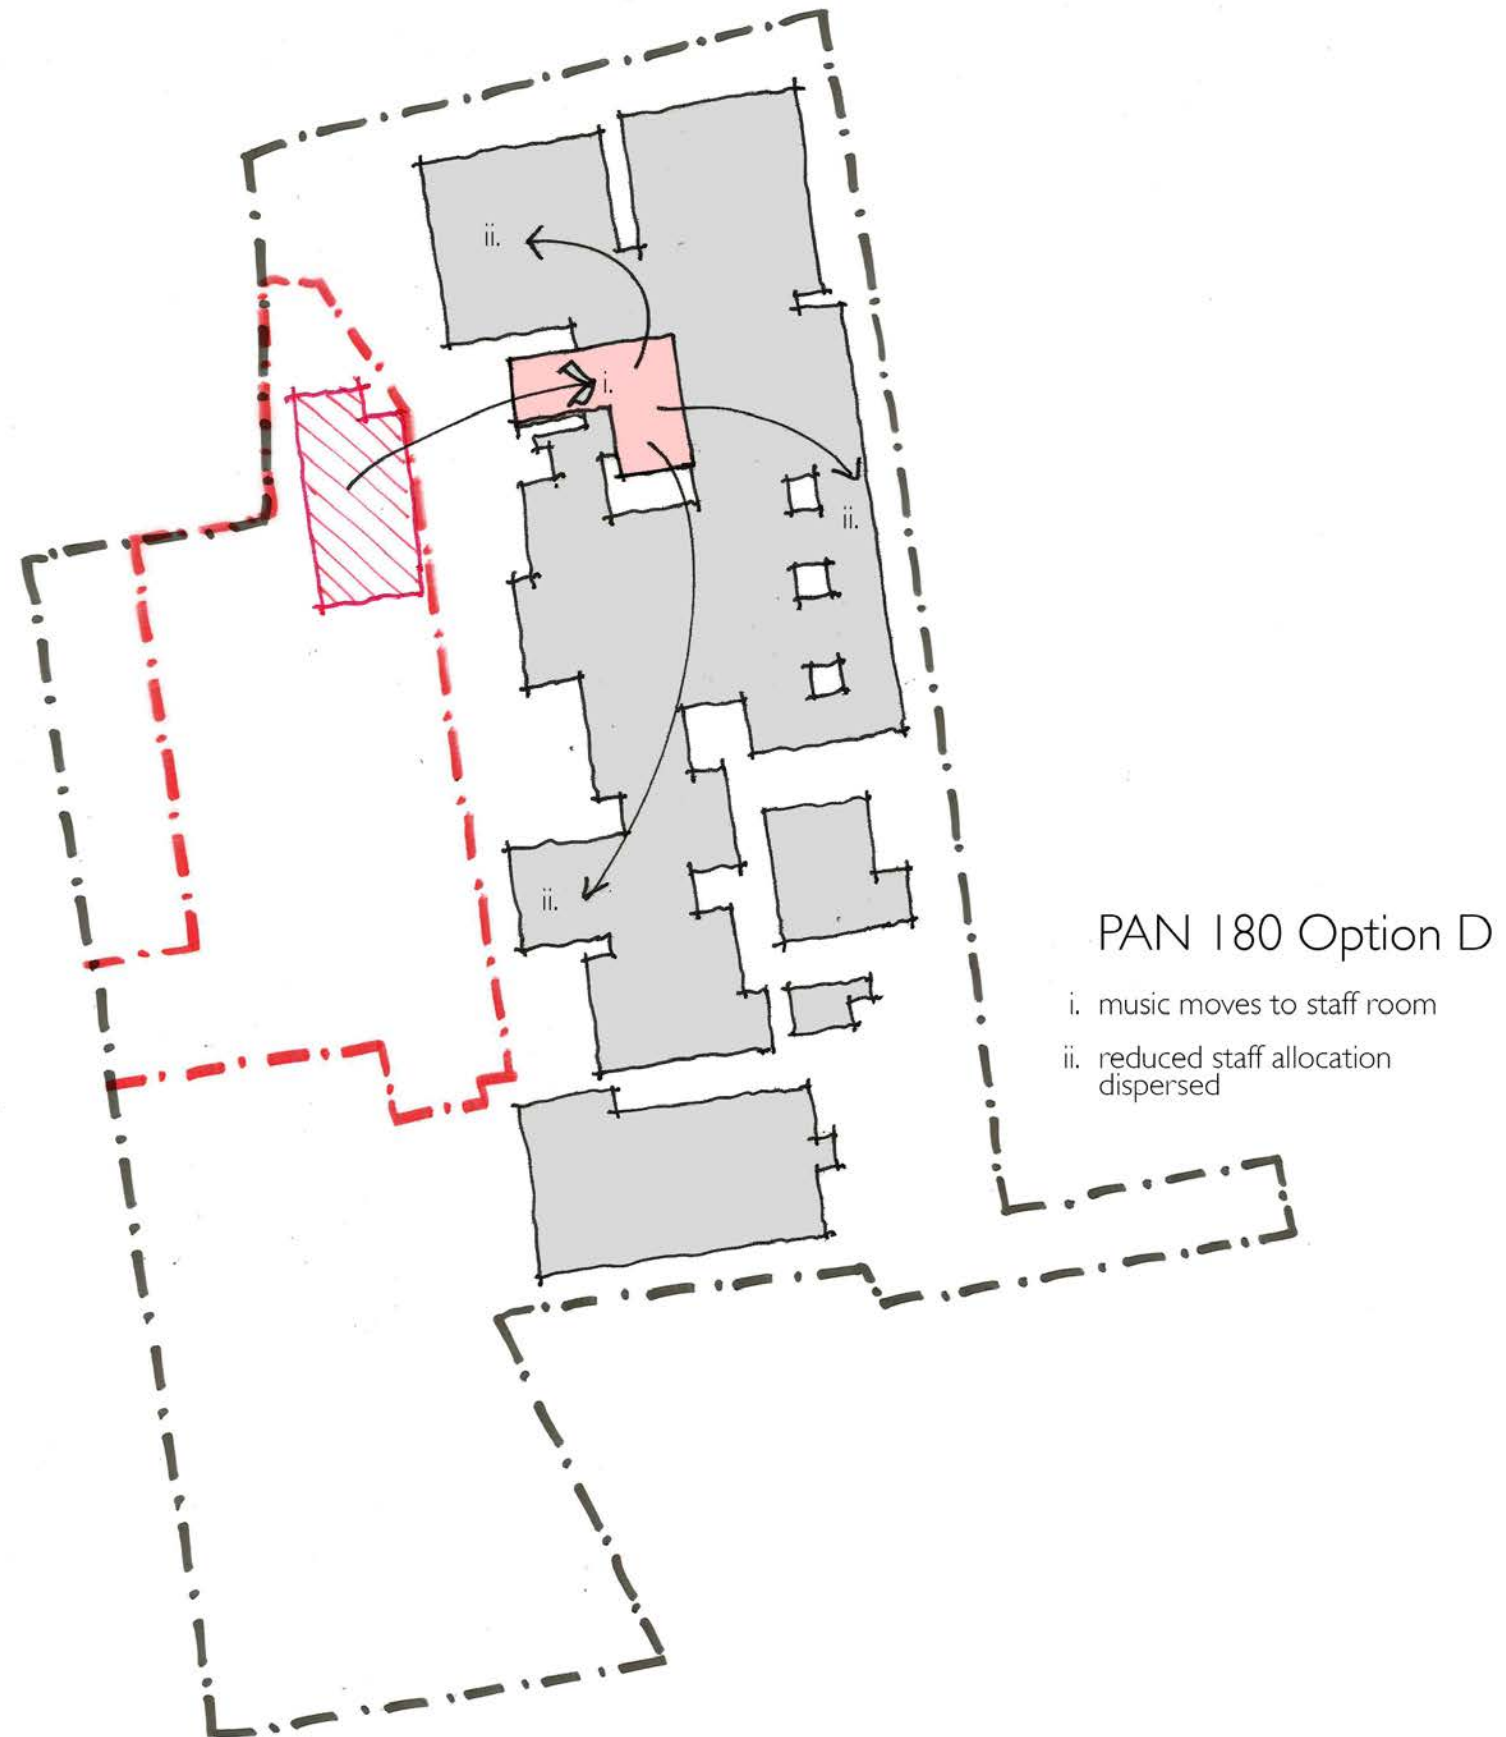 ii.
i.
ii.
ii.
PAN 180 Option D
i. music moves to staff room
ii. reduced staff allocation
dispersed